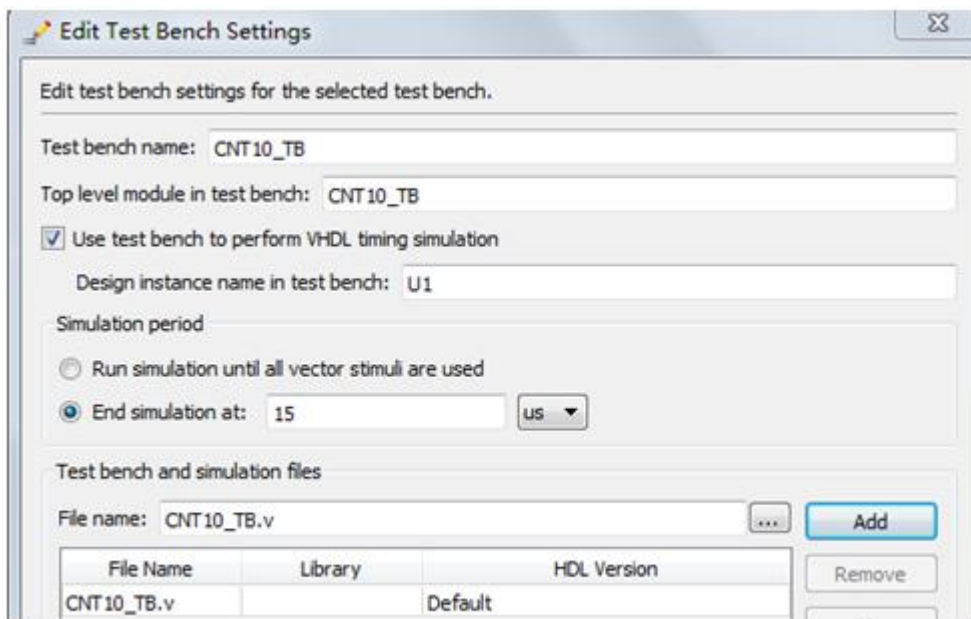 Edit Test Bench Settings
Edit test bench settings for the selected test bench.
Test bench name: CNT10_TB
Top level module in test bench: CNT10_TB
Use test bench to perform VHDL timing simulation
Design instance name in test bench: U1
Simulation period
Run simulation until all vector stimuli are used
End simulation at: 15 us
Test bench and simulation files
File name: CNT10_TB.v ... Add
File Name Library HDL Version Remove
CNT10_TB.v Default